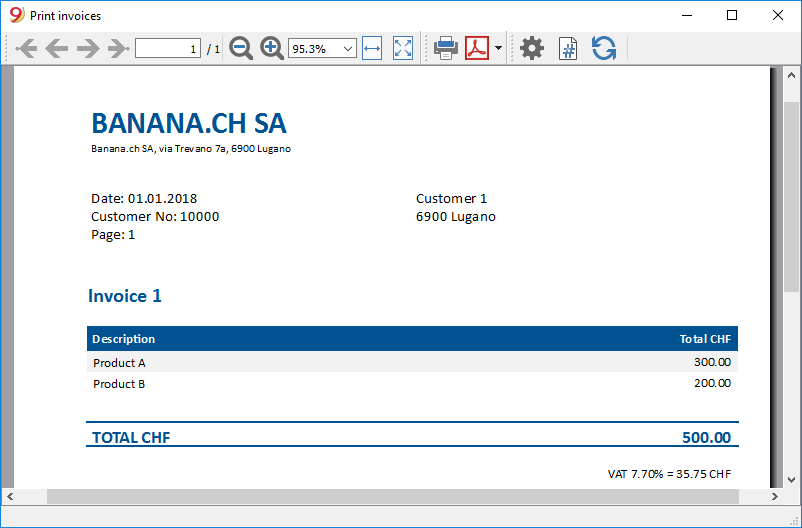 Print invoices
1 / 1 95.3%
BANANA.CH SA
Banana.ch SA, via Trevano 7a, 6900 Lugano
Date: 01.01.2018 Customer 1
Customer No: 10000 6900 Lugano
Page: 1
Invoice 1
Description Total CHF
Product A 300.00
Product B 200.00
TOTAL CHF 500.00
VAT 7.70% = 35.75 CHF